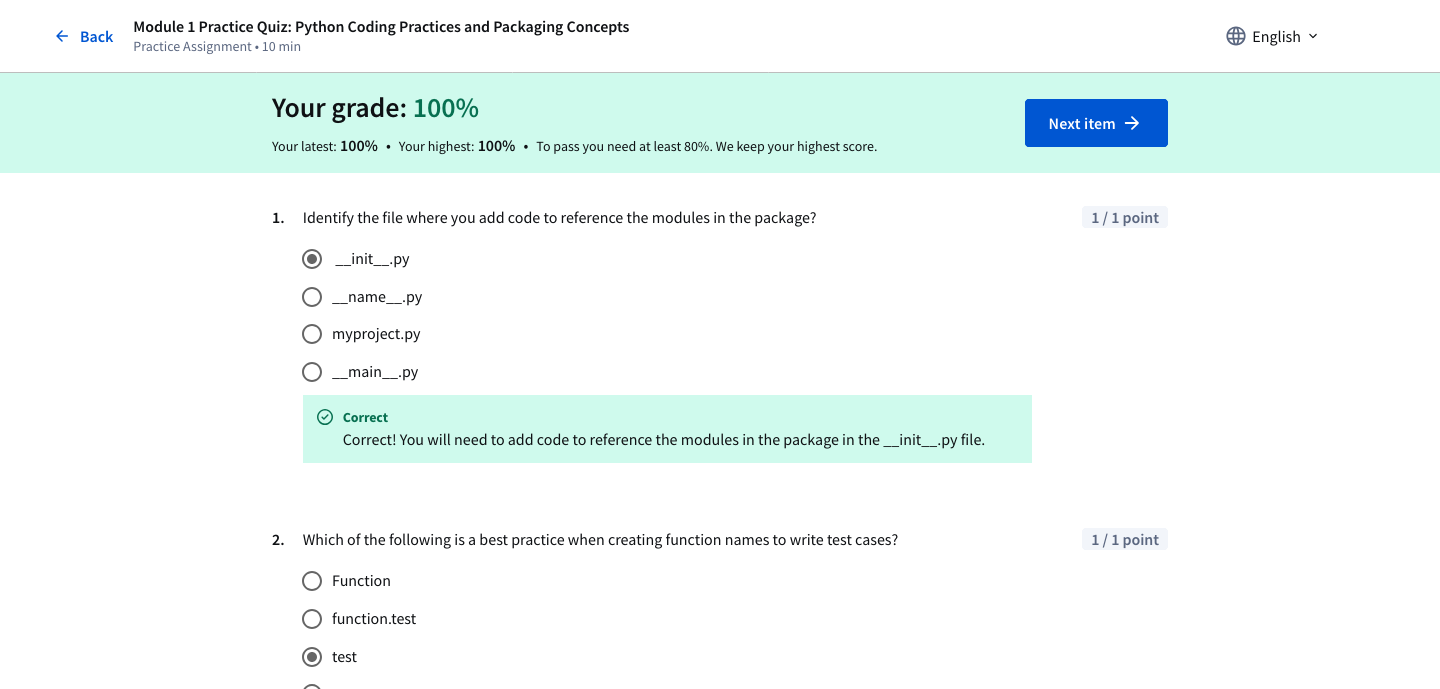 Back
Module 1 Practice Quiz: Python Coding Practices and Packaging Concepts
Practice Assignment • 10 min
English
Your grade: 100%
Your latest: 100% • Your highest: 100% • To pass you need at least 80%. We keep your highest score.
Next item
1. Identify the file where you add code to reference the modules in the package?
1 / 1 point
__init__.py
__name__.py
myproject.py
__main__.py
Correct
Correct! You will need to add code to reference the modules in the package in the __init__.py file.
2. Which of the following is a best practice when creating function names to write test cases?
1 / 1 point
Function
function.test
test